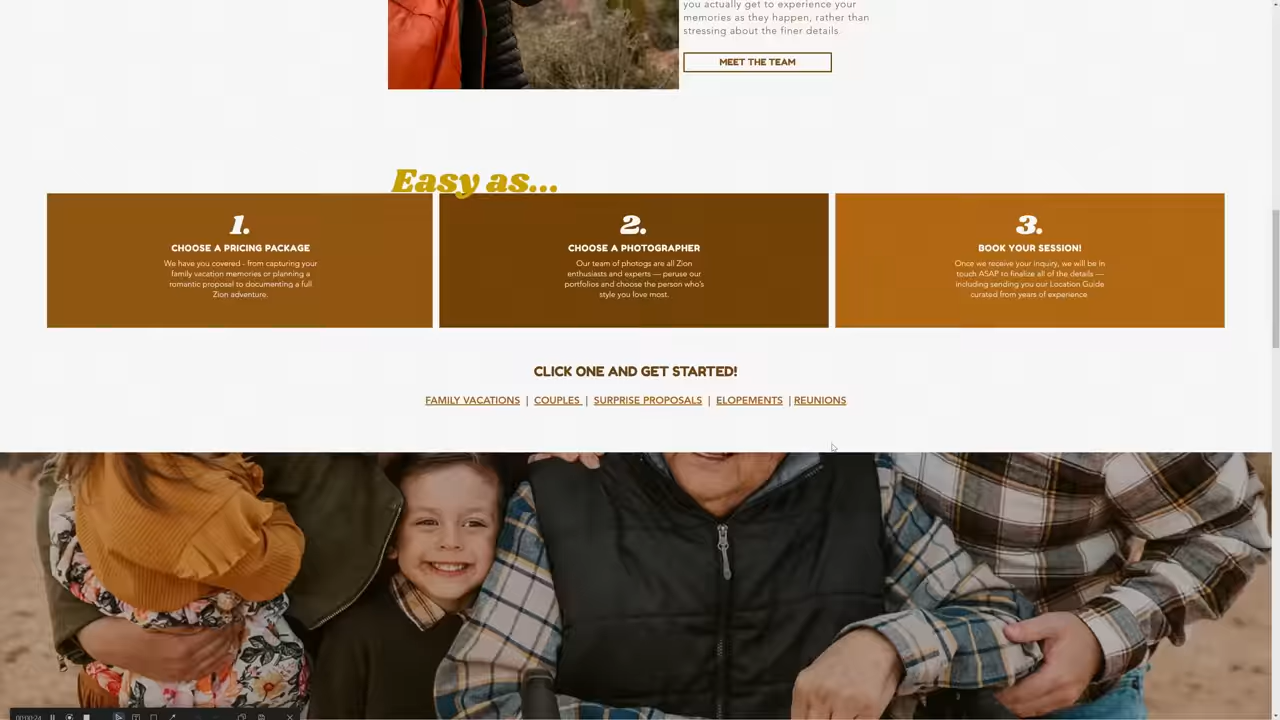 you actually get to experience your
memories as they happen, rather than
stressing about the finer details
MEET THE TEAM
Easy as...
1.
CHOOSE A PRICING PACKAGE
We have you covered - from capturing your
family vacation memories or planning a
romantic proposal to documenting a full
Zion adventure.
2.
CHOOSE A PHOTOGRAPHER
Our team of photogs are all Zion
enthusiasts and experts — peruse our
portfolios and choose the person who's
style you love most.
3.
BOOK YOUR SESSION!
Once we receive your inquiry, we will be in
touch ASAP to finalize all of the details —
including sending you our Location Guide
curated from years of experience
CLICK ONE AND GET STARTED!
FAMILY VACATIONS | COUPLES | SURPRISE PROPOSALS | ELOPEMENTS | REUNIONS
00:00:24